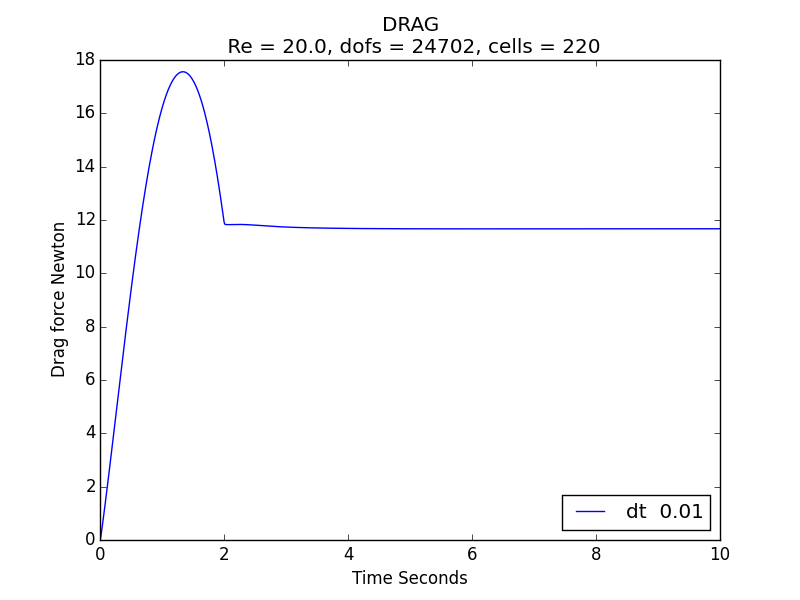 DRAG
Re = 20.0, dofs = 24702, cells = 220
18
16
14
12
10
8
6
4
2
0
Drag force Newton
dt  0.01
0 2 4 6 8 10
Time Seconds